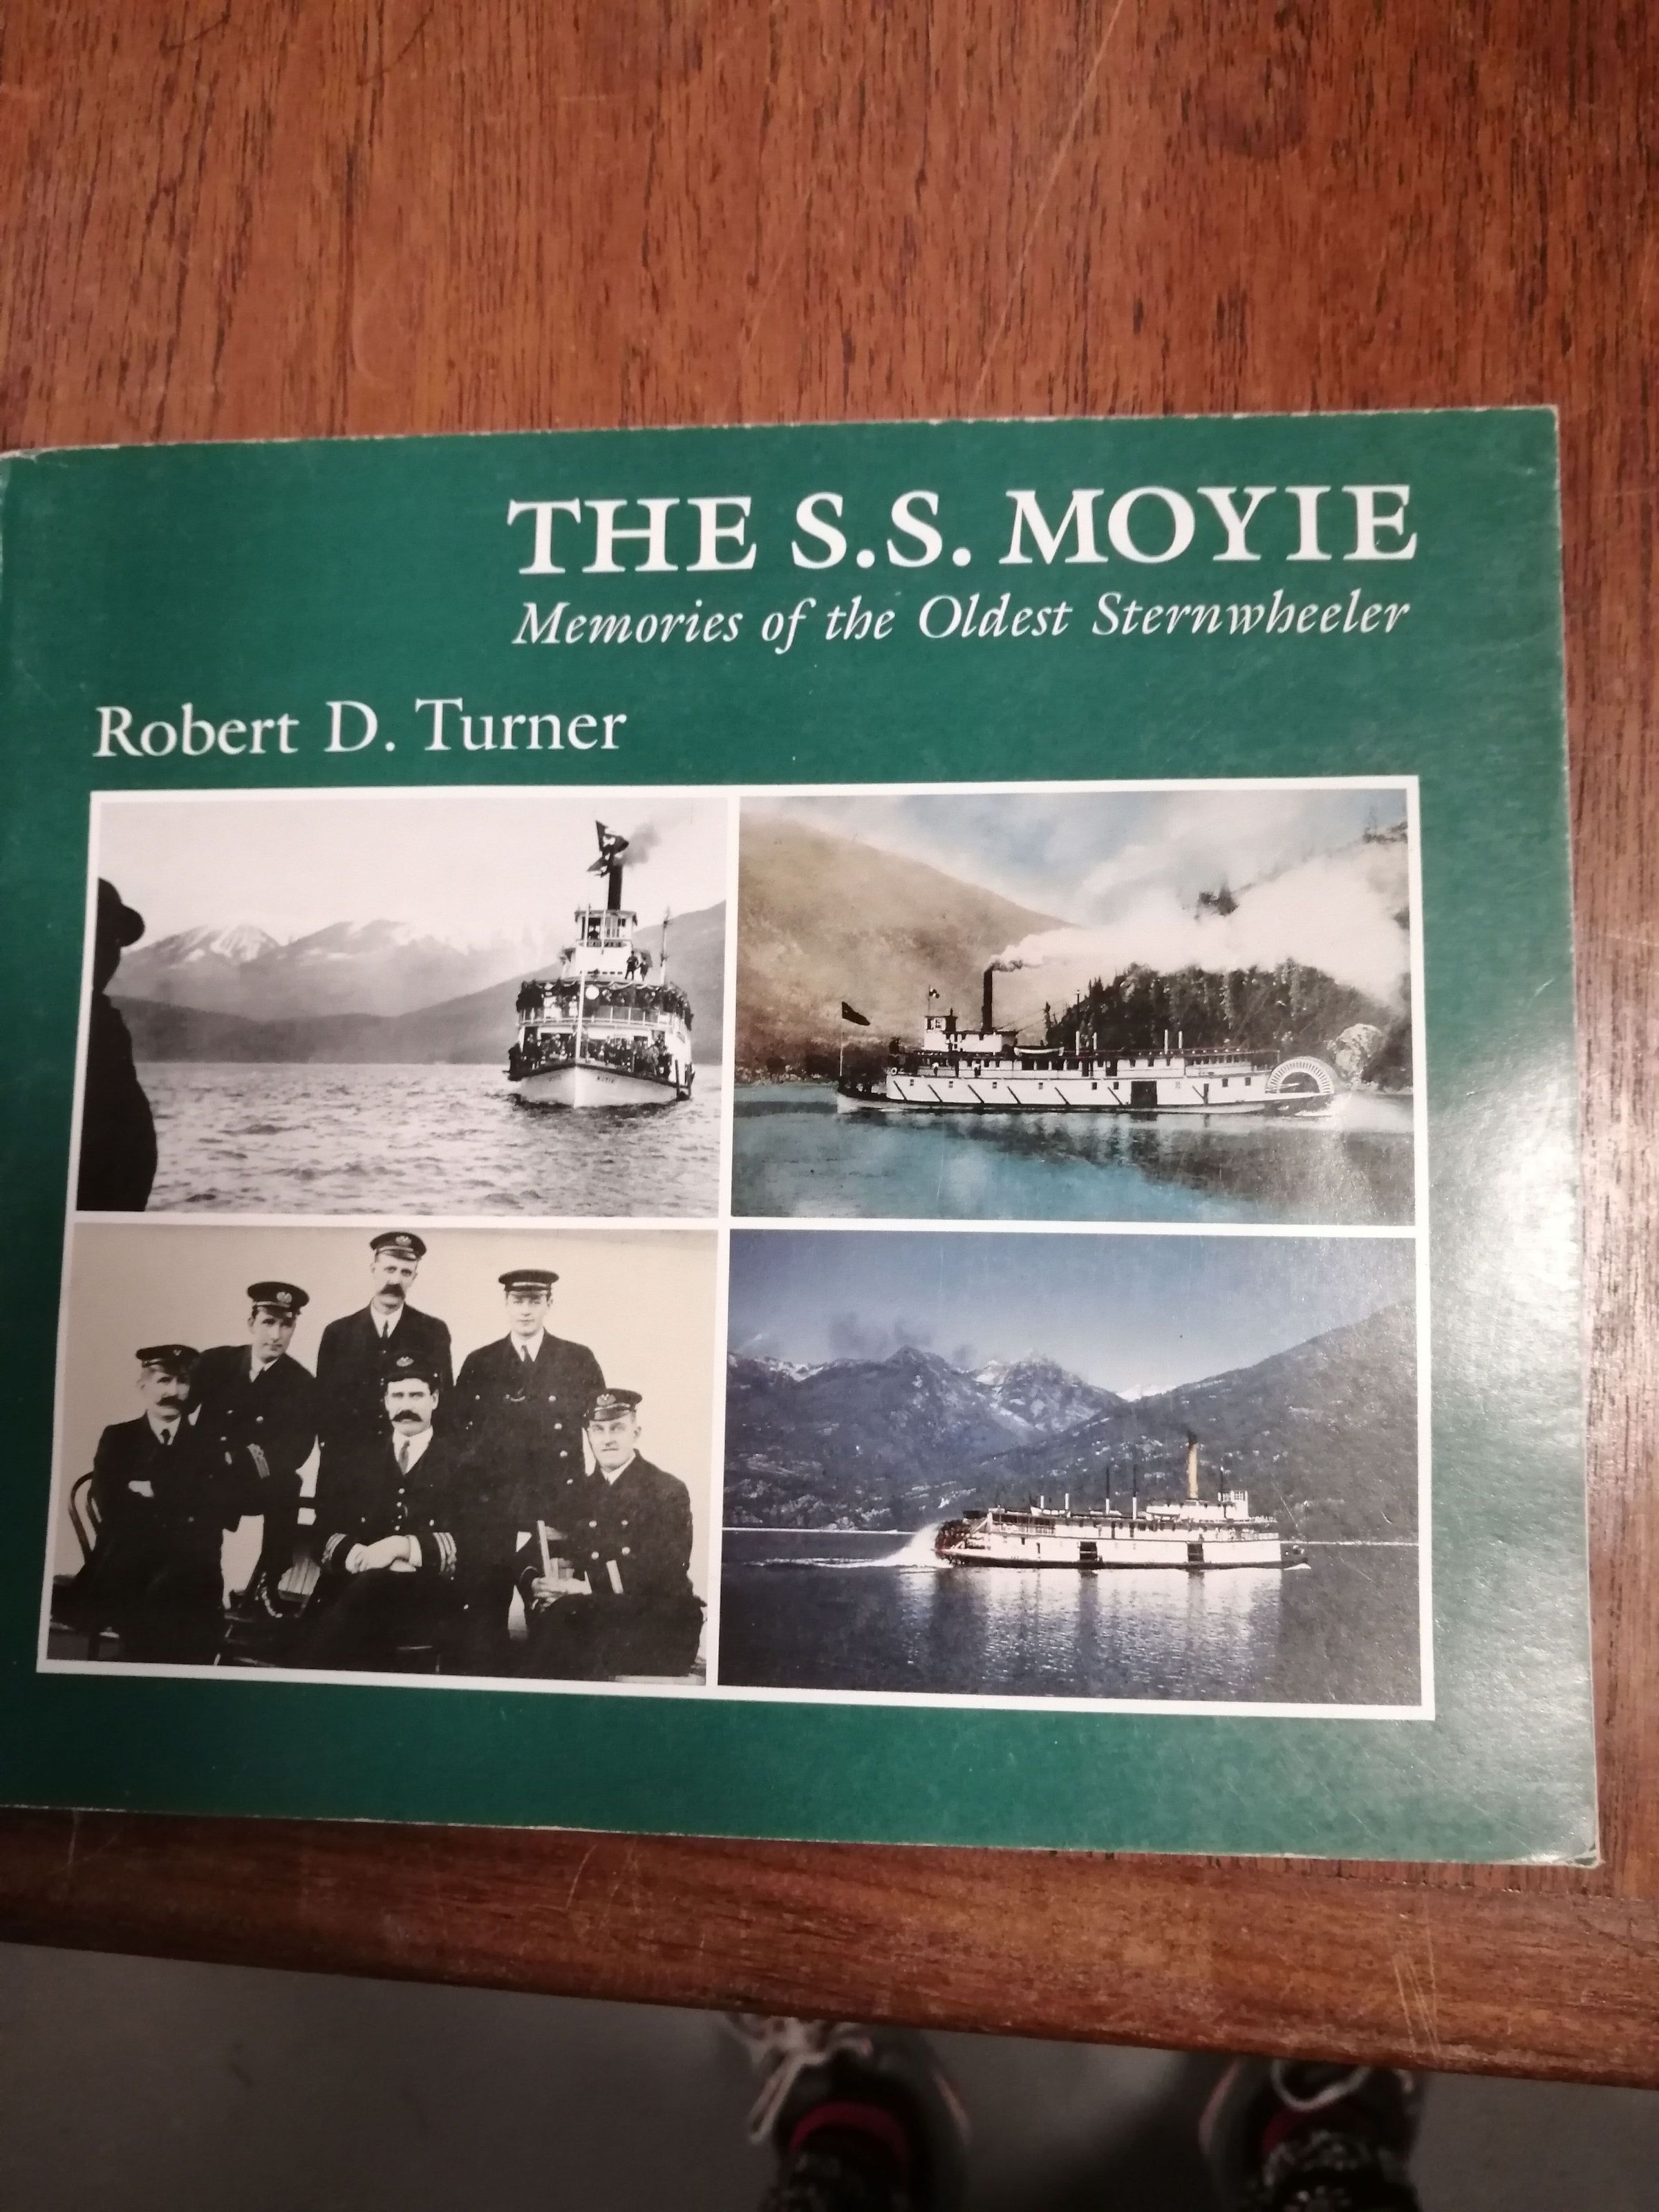 THE S.S. MOYIE
Memories of the Oldest Sternwheeler
Robert D. Turner